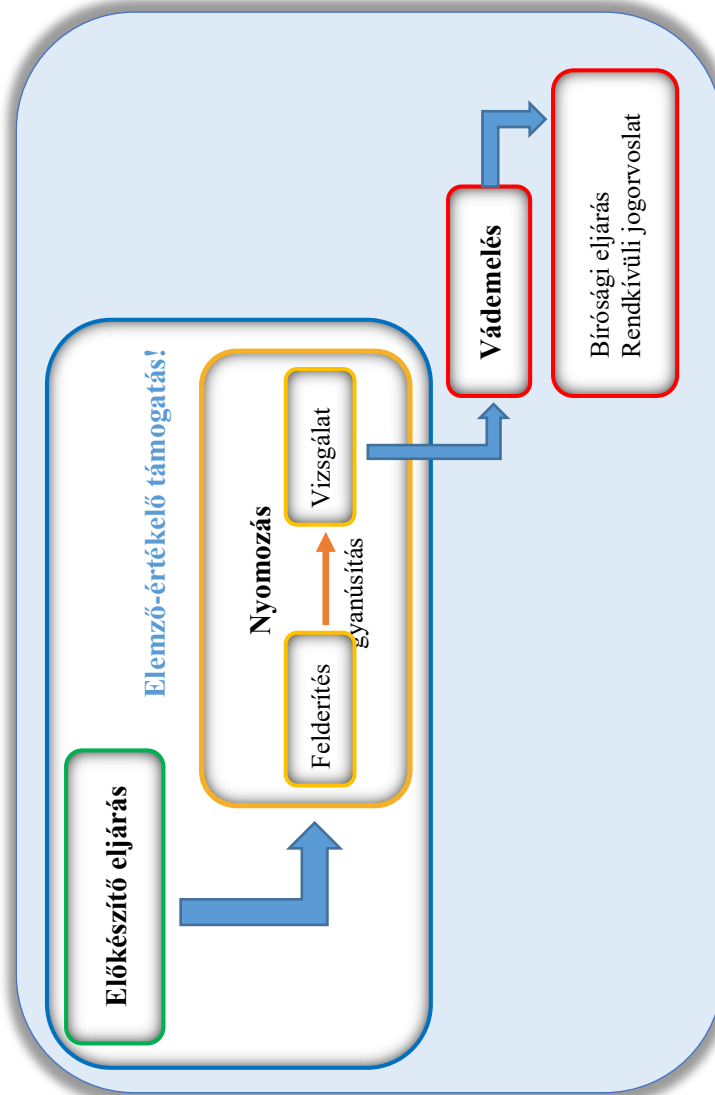 Előkészítő eljárás
Elemző-értékelő támogatás!
Nyomozás
Felderítés
gyanúsítás
Vizsgálat
Vádemelés
Bírósági eljárás
Rendkívüli jogorvoslat